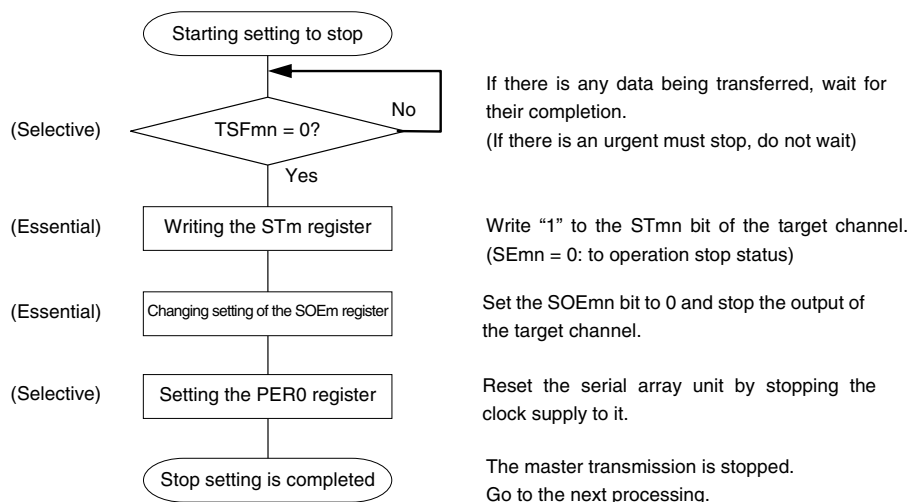 Starting setting to stop
If there is any data being transferred, wait for
their completion.
(If there is an urgent must stop, do not wait)
(Selective)
TSFmn = 0?
No
Yes
(Essential)
Writing the STm register
Write “1” to the STmn bit of the target channel.
(SEmn = 0: to operation stop status)
(Essential)
Changing setting of the SOEm register
Set the SOEmn bit to 0 and stop the output of
the target channel.
(Selective)
Setting the PER0 register
Reset the serial array unit by stopping the
clock supply to it.
Stop setting is completed
The master transmission is stopped.
Go to the next processing.